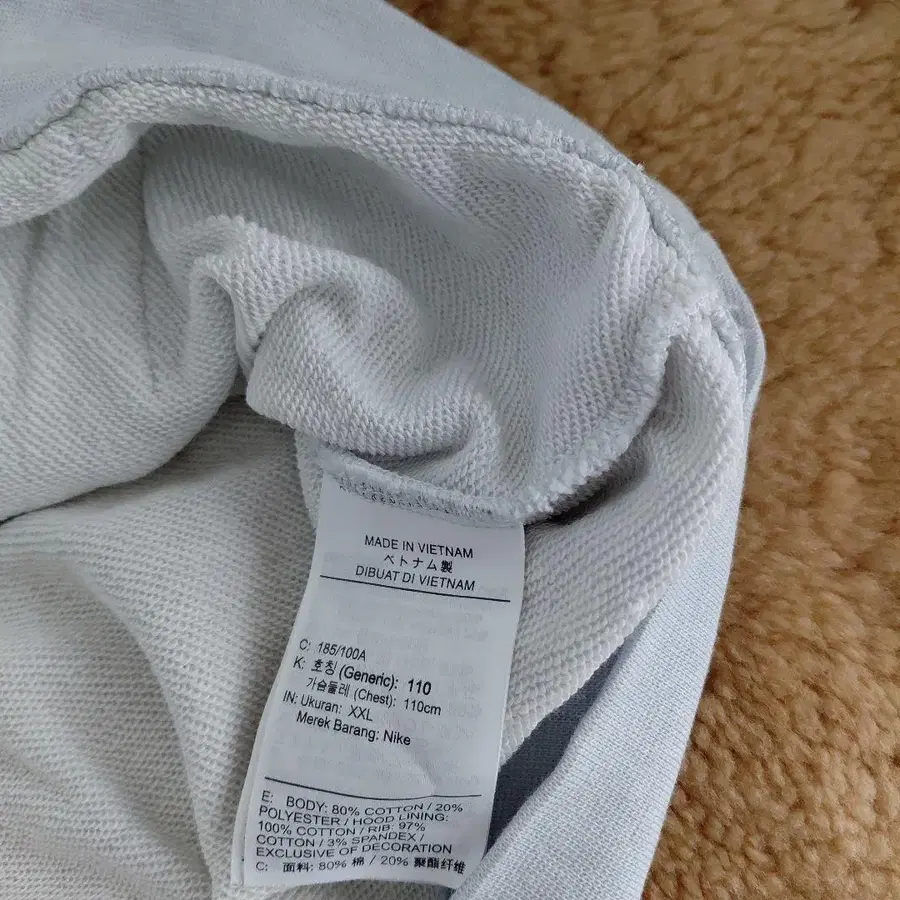 MADE IN VIETNAM
ベトナム製
DIBUAT DI VIETNAM
C: 185/100A
K: 호칭 (Generic): 110
가슴둘레 (Chest): 110cm
IN: Ukuran: XXL
Merek Barang: Nike
E: BODY: 80% COTTON / 20%
POLYESTER / HOOD LINING:
100% COTTON / RIB: 97%
COTTON / 3% SPANDEX /
EXCLUSIVE OF DECORATION
C: 面料: 80% 棉 / 20% 聚酯纤维